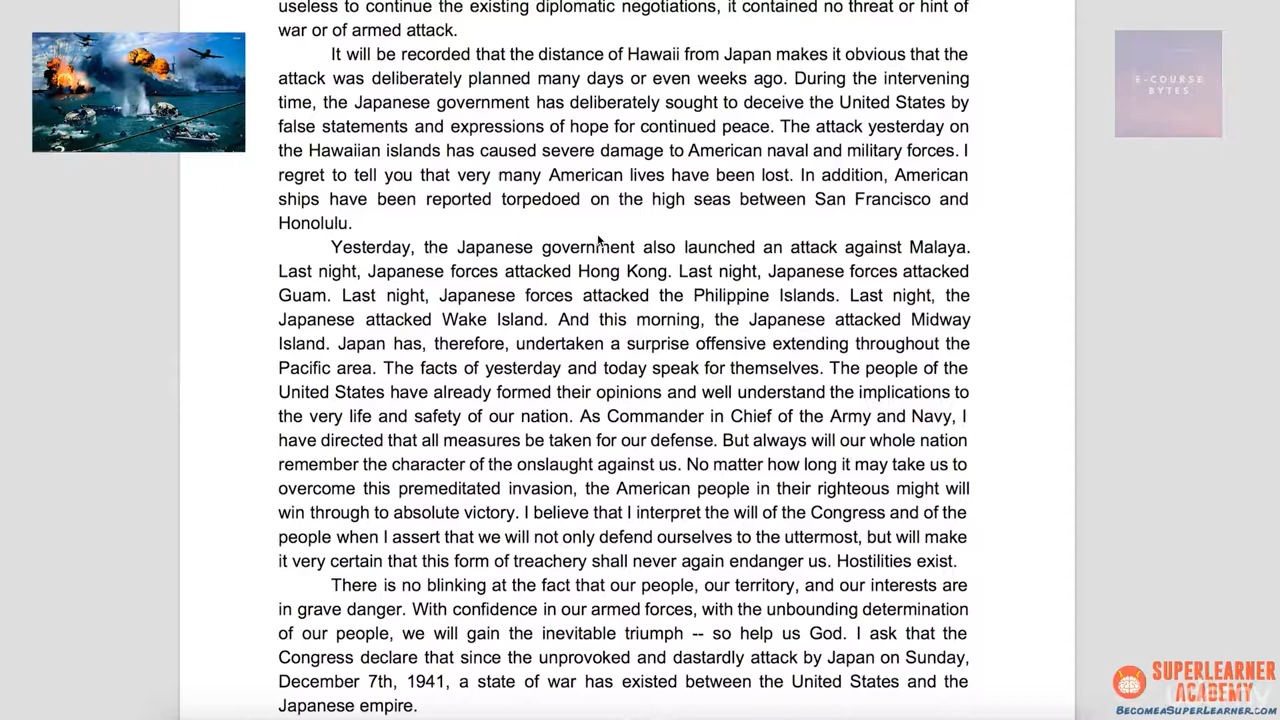 useless to continue the existing diplomatic negotiations, it contained no threat or hint of
war or of armed attack.
It will be recorded that the distance of Hawaii from Japan makes it obvious that the
attack was deliberately planned many days or even weeks ago. During the intervening
time, the Japanese government has deliberately sought to deceive the United States by
false statements and expressions of hope for continued peace. The attack yesterday on
the Hawaiian islands has caused severe damage to American naval and military forces. I
regret to tell you that very many American lives have been lost. In addition, American
ships have been reported torpedoed on the high seas between San Francisco and
Honolulu.
Yesterday, the Japanese government also launched an attack against Malaya.
Last night, Japanese forces attacked Hong Kong. Last night, Japanese forces attacked
Guam. Last night, Japanese forces attacked the Philippine Islands. Last night, the
Japanese attacked Wake Island. And this morning, the Japanese attacked Midway
Island. Japan has, therefore, undertaken a surprise offensive extending throughout the
Pacific area. The facts of yesterday and today speak for themselves. The people of the
United States have already formed their opinions and well understand the implications to
the very life and safety of our nation. As Commander in Chief of the Army and Navy, I
have directed that all measures be taken for our defense. But always will our whole nation
remember the character of the onslaught against us. No matter how long it may take us to
overcome this premeditated invasion, the American people in their righteous might will
win through to absolute victory. I believe that I interpret the will of the Congress and of the
people when I assert that we will not only defend ourselves to the uttermost, but will make
it very certain that this form of treachery shall never again endanger us. Hostilities exist.
There is no blinking at the fact that our people, our territory, and our interests are
in grave danger. With confidence in our armed forces, with the unbounding determination
of our people, we will gain the inevitable triumph -- so help us God. I ask that the
Congress declare that since the unprovoked and dastardly attack by Japan on Sunday,
December 7th, 1941, a state of war has existed between the United States and the
Japanese empire.
E-COURSE
BYTES
SUPERLEARNER
ACADEMY
BECOMEASUPERLEARNER.COM